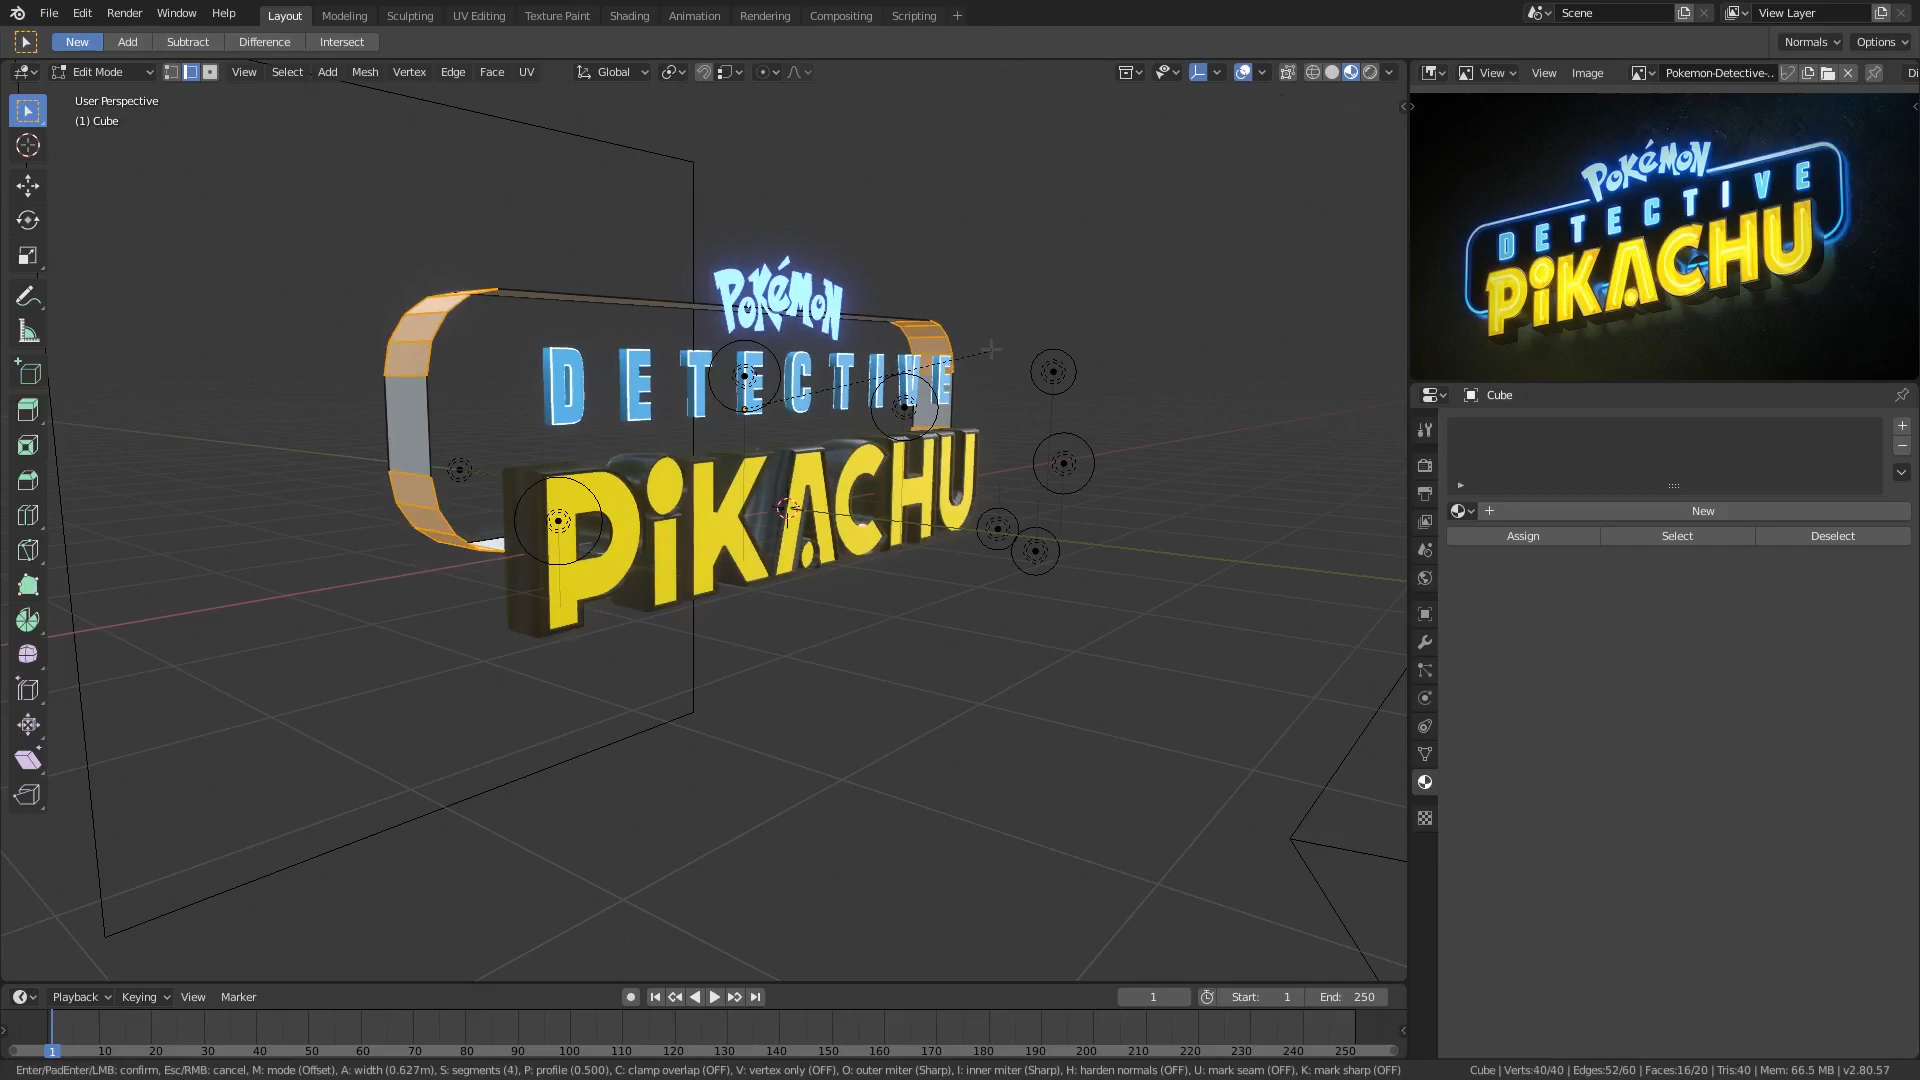 File Edit Render Window Help Layout Modeling Sculpting UV Editing Texture Paint Shading Animation Rendering Compositing Scripting + Scene View Layer
New Add Subtract Difference Intersect Normals Options
Edit Mode View Select Add Mesh Vertex Edge Face UV Global View View Image Pokemon-Detective-.. Di
User Perspective
(1) Cube
POKéMON
DETECTIVE
PiKACHU
POKéMON
DETECTIVE
PiKACHU
Cube
New
Assign Select Deselect
Playback Keying View Marker 1 Start: 1 End: 250
1 10 20 30 40 50 60 70 80 90 100 110 120 130 140 150 160 170 180 190 200 210 220 230 240 250
Enter/PadEnter/LMB: confirm, Esc/RMB: cancel, M: mode (Offset), A: width (0.627m), S: segments (4), P: profile (0.500), C: clamp overlap (OFF), V: vertex only (OFF), O: outer miter (Sharp), I: inner miter (Sharp), H: harden normals (OFF), U: mark seam (OFF), K: mark sharp (OFF) Cube | Verts:40/40 | Edges:52/60 | Faces:16/20 | Tris:40 | Mem: 66.5 MB | v2.80.57